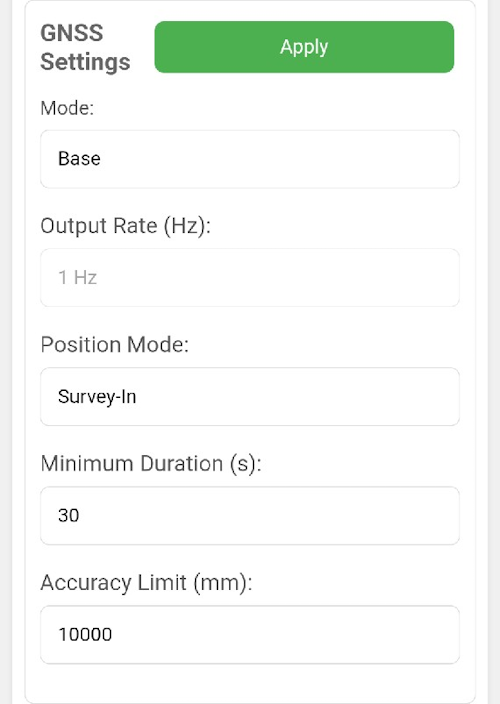 GNSS
Settings
Apply
Mode:
Base
Output Rate (Hz):
1 Hz
Position Mode:
Survey-In
Minimum Duration (s):
30
Accuracy Limit (mm):
10000